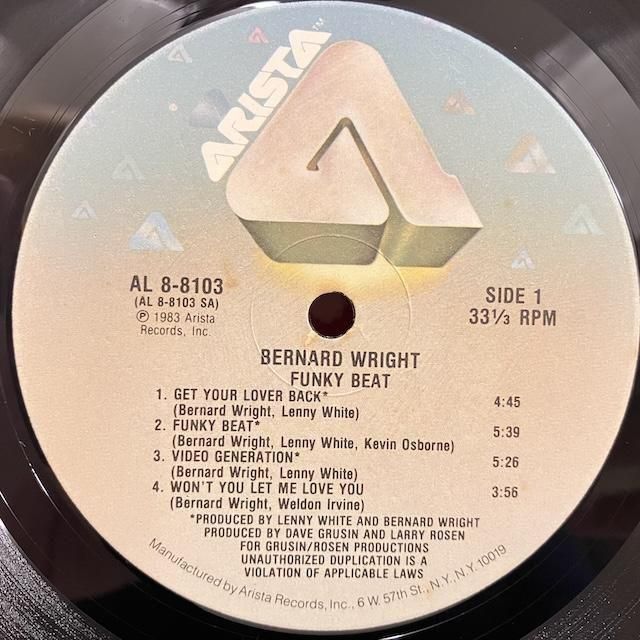 ARISTA™
AL 8-8103
(AL 8-8103 SA)
℗ 1983 Arista
Records, Inc.
SIDE 1
33⅓ RPM
BERNARD WRIGHT
FUNKY BEAT
1. GET YOUR LOVER BACK* 4:45
(Bernard Wright, Lenny White)
2. FUNKY BEAT* 5:39
(Bernard Wright, Lenny White, Kevin Osborne)
3. VIDEO GENERATION* 5:26
(Bernard Wright, Lenny White)
4. WON'T YOU LET ME LOVE YOU 3:56
(Bernard Wright, Weldon Irvine)
*PRODUCED BY LENNY WHITE AND BERNARD WRIGHT
PRODUCED BY DAVE GRUSIN AND LARRY ROSEN
FOR GRUSIN/ROSEN PRODUCTIONS
UNAUTHORIZED DUPLICATION IS A
VIOLATION OF APPLICABLE LAWS
Manufactured by Arista Records, Inc., 6 W. 57th St., N.Y., N.Y. 10019